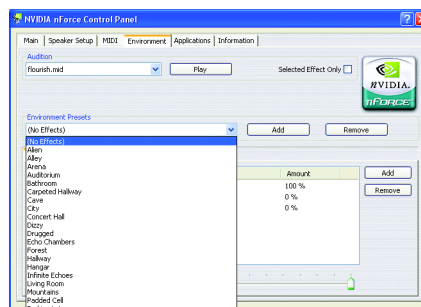 NVIDIA nForce Control Panel
Main Speaker Setup MIDI Environment Applications Information
Audition
flourish.mid Play Selected Effect Only
NVIDIA.
nFORCE
Environment Presets
(No Effects) Add Remove
(No Effects)
Alien
Alley
Arena
Auditorium
Bathroom
Carpeted Hallway
Cave
City
Concert Hall
Dizzy
Drugged
Echo Chambers
Forest
Hallway
Hangar
Infinite Echoes
Living Room
Mountains
Padded Cell
Amount Add
100 % Remove
0 %
0 %